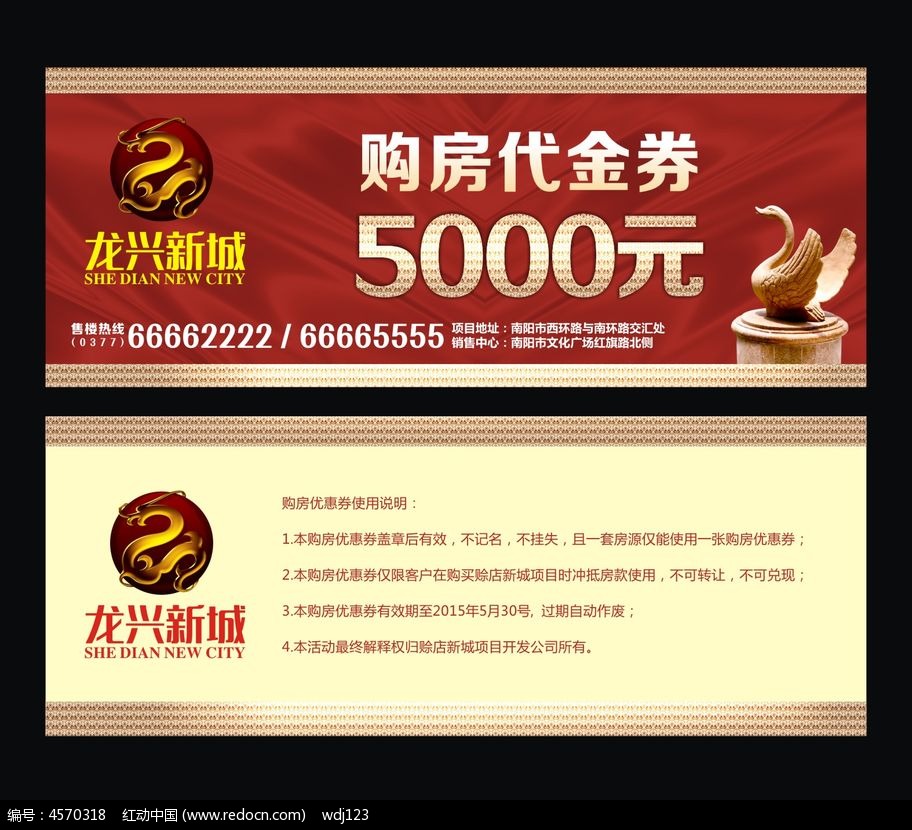 购房代金券
5000元
龙兴新城
SHE DIAN NEW CITY
售楼热线
(0377)
66662222 / 66665555
项目地址：南阳市西环路与南环路交汇处
销售中心：南阳市文化广场红旗路北侧
龙兴新城
SHE DIAN NEW CITY
购房优惠券使用说明：
1.本购房优惠券盖章后有效，不记名，不挂失，且一套房源仅能使用一张购房优惠券；
2.本购房优惠券仅限客户在购买赊店新城项目时冲抵房款使用，不可转让，不可兑现；
3.本购房优惠券有效期至2015年5月30号, 过期自动作废；
4.本活动最终解释权归赊店新城项目开发公司所有。
编号：4570318 红动中国 (www.redocn.com) wdj123